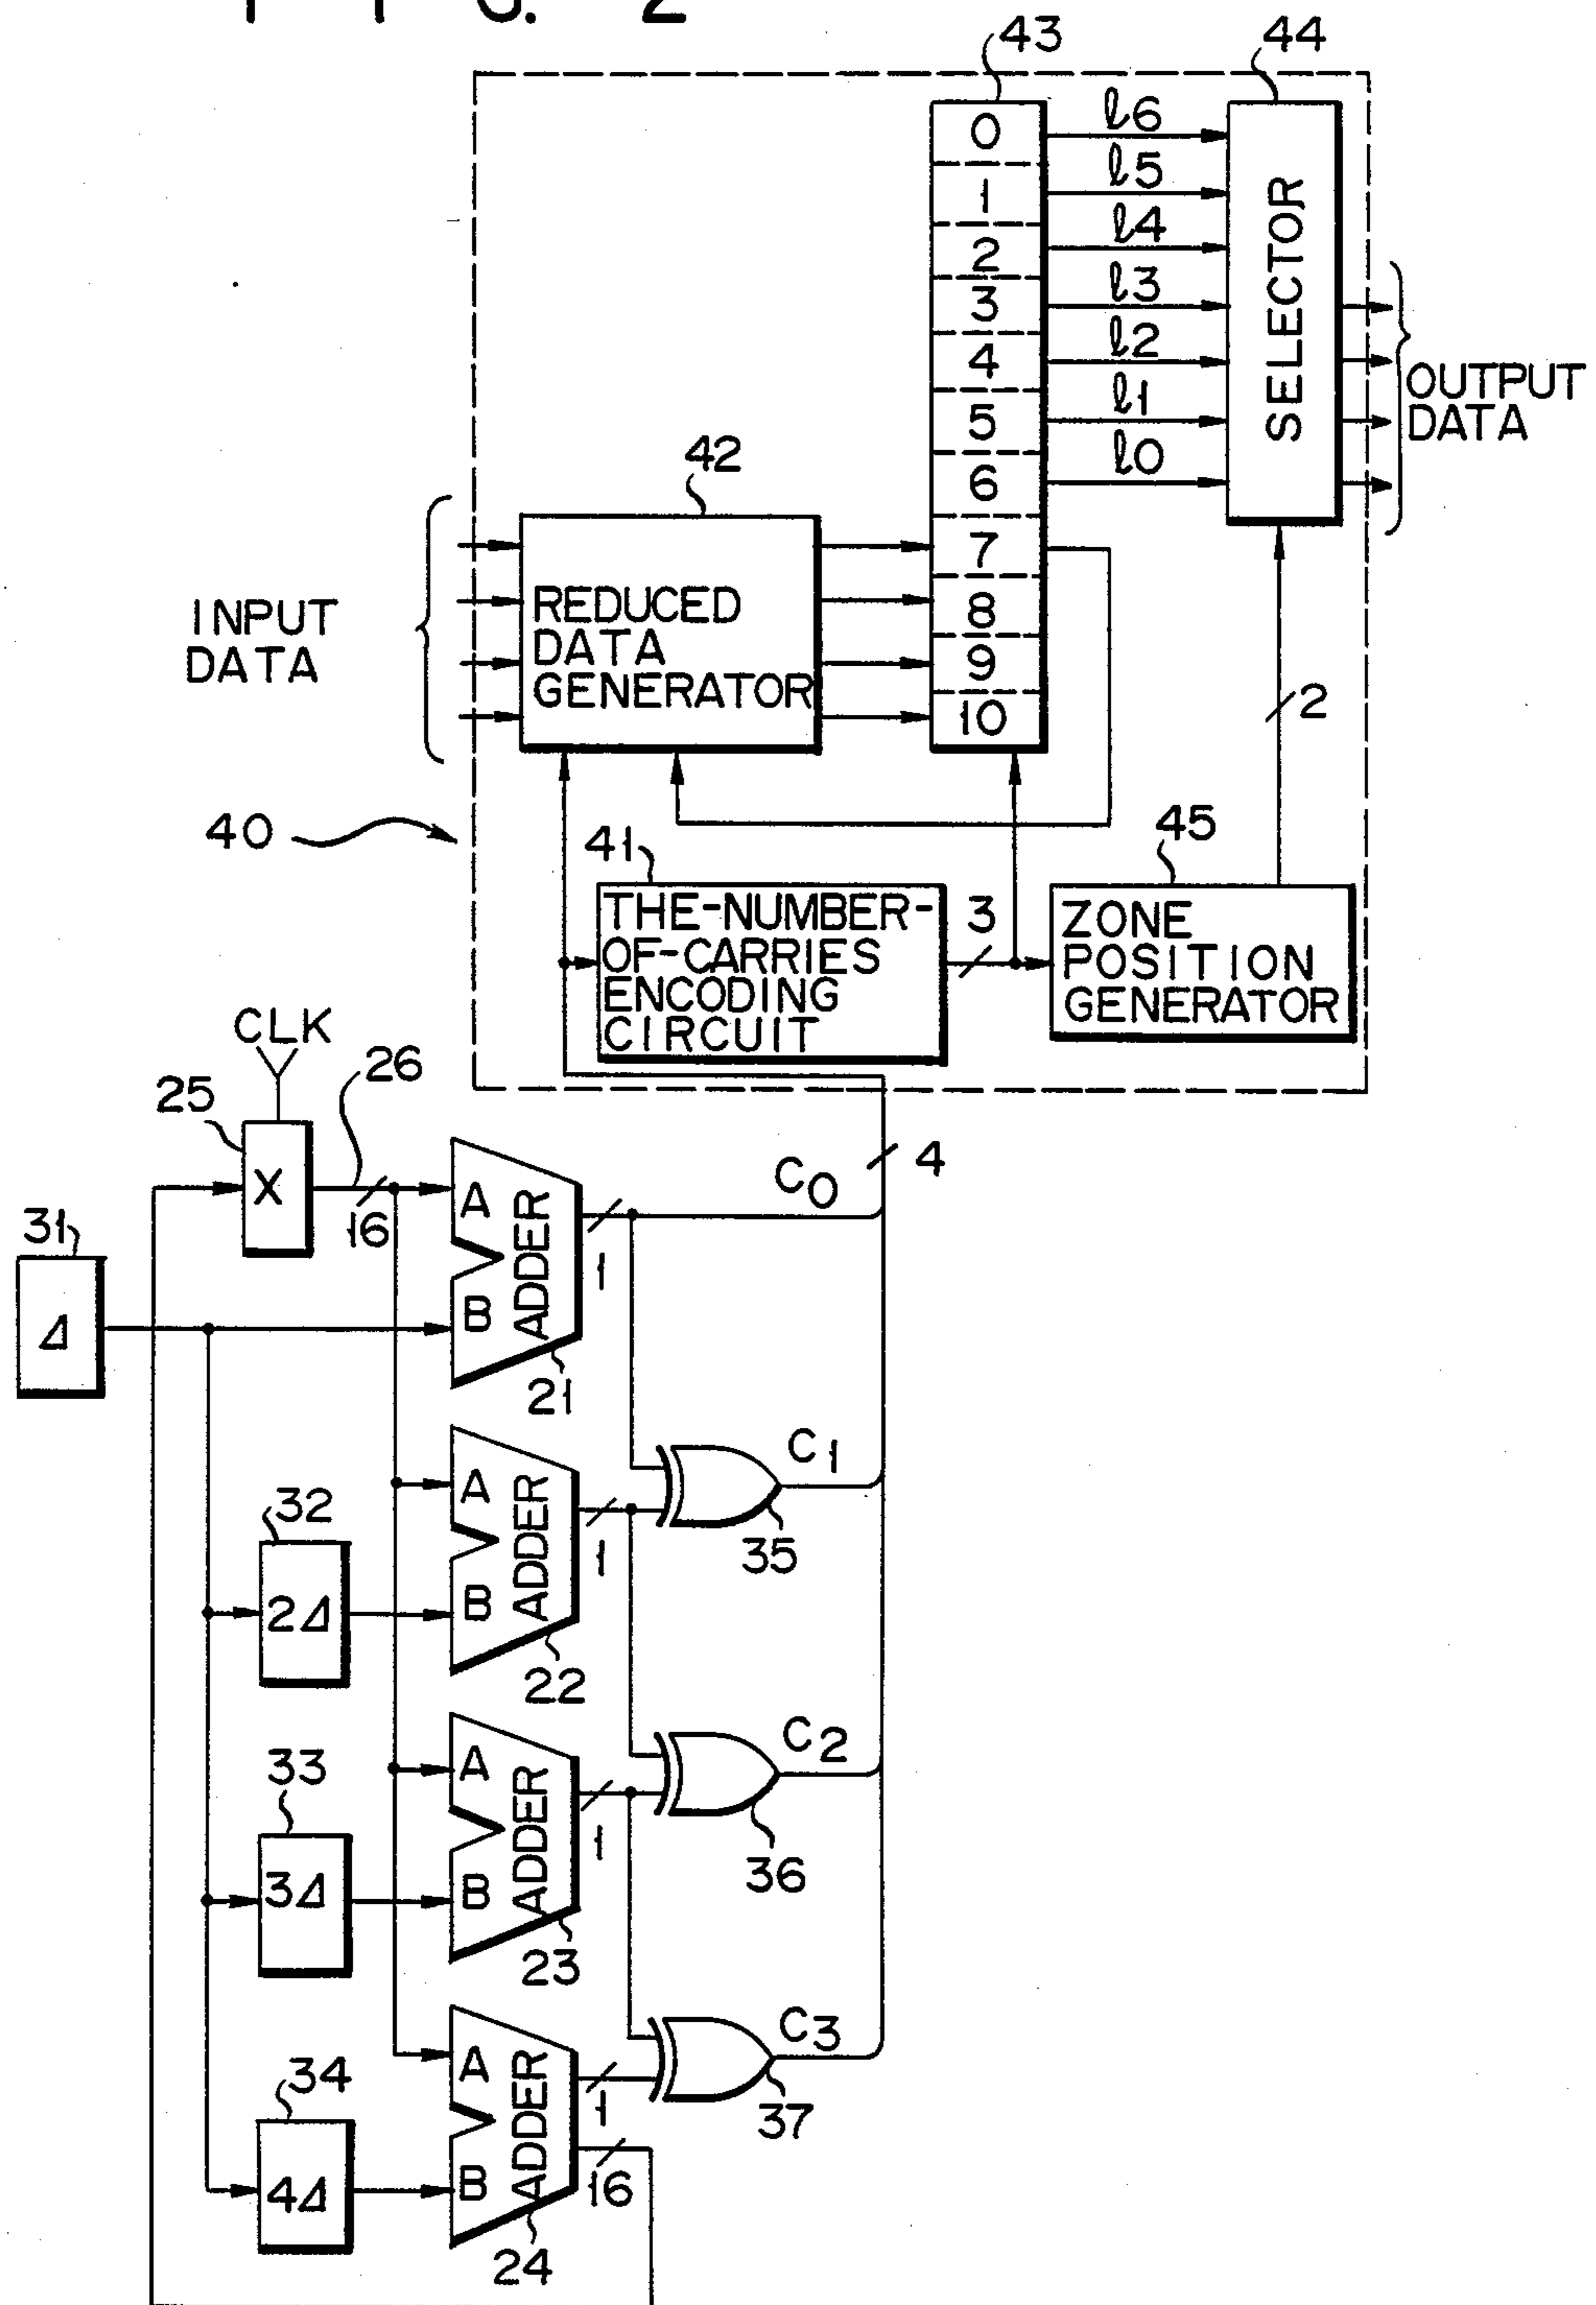 FIG. 2
43
44
0
1
2
3
4
5
6
7
8
9
10
ℓ6
ℓ5
ℓ4
ℓ3
ℓ2
ℓ1
ℓ0
SELECTOR
OUTPUT
DATA
42
INPUT
DATA
REDUCED
DATA
GENERATOR
2
40
41
THE-NUMBER-
OF-CARRIES
ENCODING
CIRCUIT
3
45
ZONE
POSITION
GENERATOR
CLK
25
X
26
16
4
C0
A
B
ADDER
21
1
31
Δ
C1
A
B
ADDER
22
1
35
32
2Δ
C2
A
B
ADDER
23
1
36
33
3Δ
C3
A
B
ADDER
24
1
16
37
34
4Δ